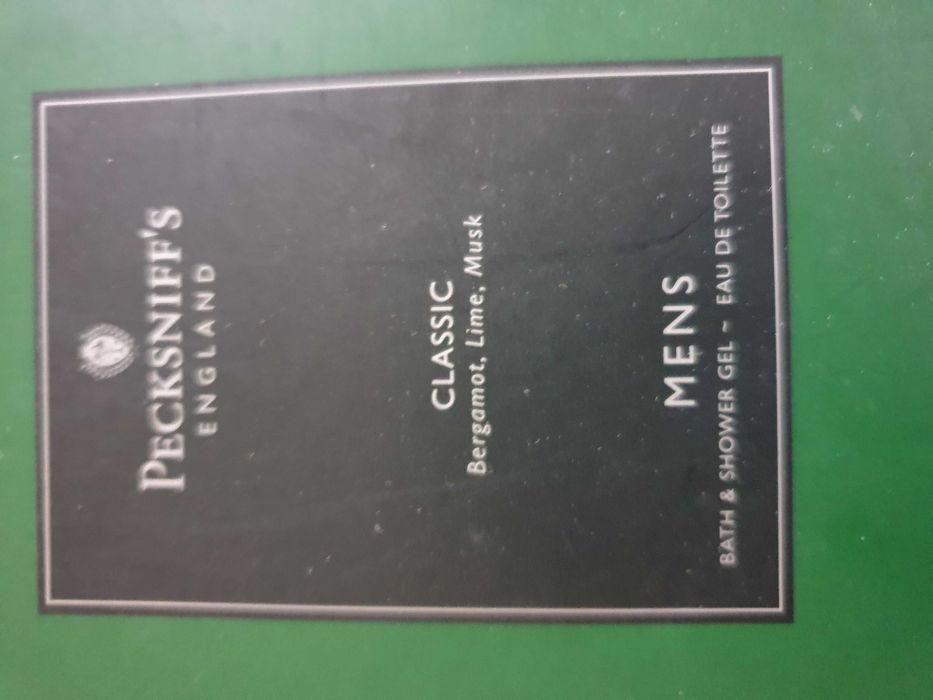 PECKSNIFF'S
ENGLAND
CLASSIC
Bergamot, Lime, Musk
MENS
BATH & SHOWER GEL ~ EAU DE TOILETTE